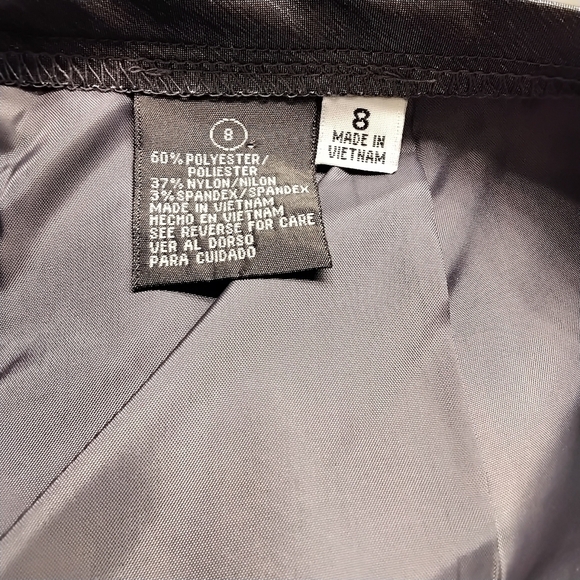 8
60% POLYESTER/
POLIESTER
37% NYLON/NILON
3% SPANDEX/SPANDEX
MADE IN VIETNAM
HECHO EN VIETNAM
SEE REVERSE FOR CARE
VER AL DORSO
PARA CUIDADO
8
MADE IN
VIETNAM